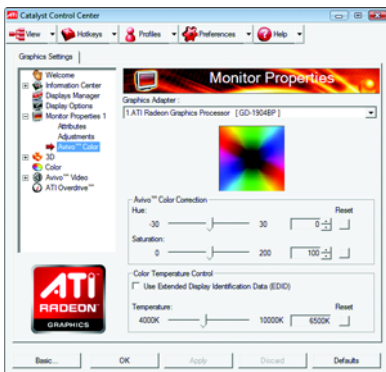 Catalyst Control Center
View Hotkeys Profiles Preferences Help
Graphics Settings
Welcome
Information Center
Displays Manager
Display Options
Monitor Properties 1
Attributes
Adjustments
Avivo™ Color
3D
Color
Avivo™ Video
ATI Overdrive™
ATI
RADEON
GRAPHICS
Monitor Properties
Graphics Adapter :
1.ATI Radeon Graphics Processor [ GD-1904BP ]
Avivo™ Color Correction
Hue: Reset
-30 30 0
Saturation:
0 200 100
Color Temperature Control
Use Extended Display Identification Data (EDID)
Temperature: Reset
4000K 10000K 6500K
Basic... OK Apply Discard Defaults